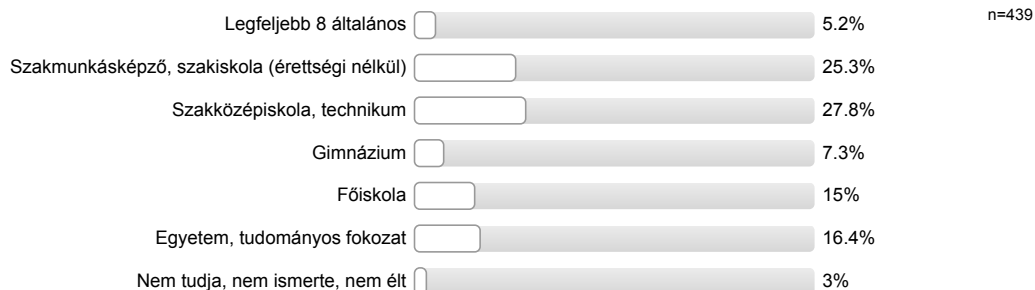 Legfeljebb 8 általános 5.2% n=439
Szakmunkásképző, szakiskola (érettségi nélkül) 25.3%
Szakközépiskola, technikum 27.8%
Gimnázium 7.3%
Főiskola 15%
Egyetem, tudományos fokozat 16.4%
Nem tudja, nem ismerte, nem élt 3%